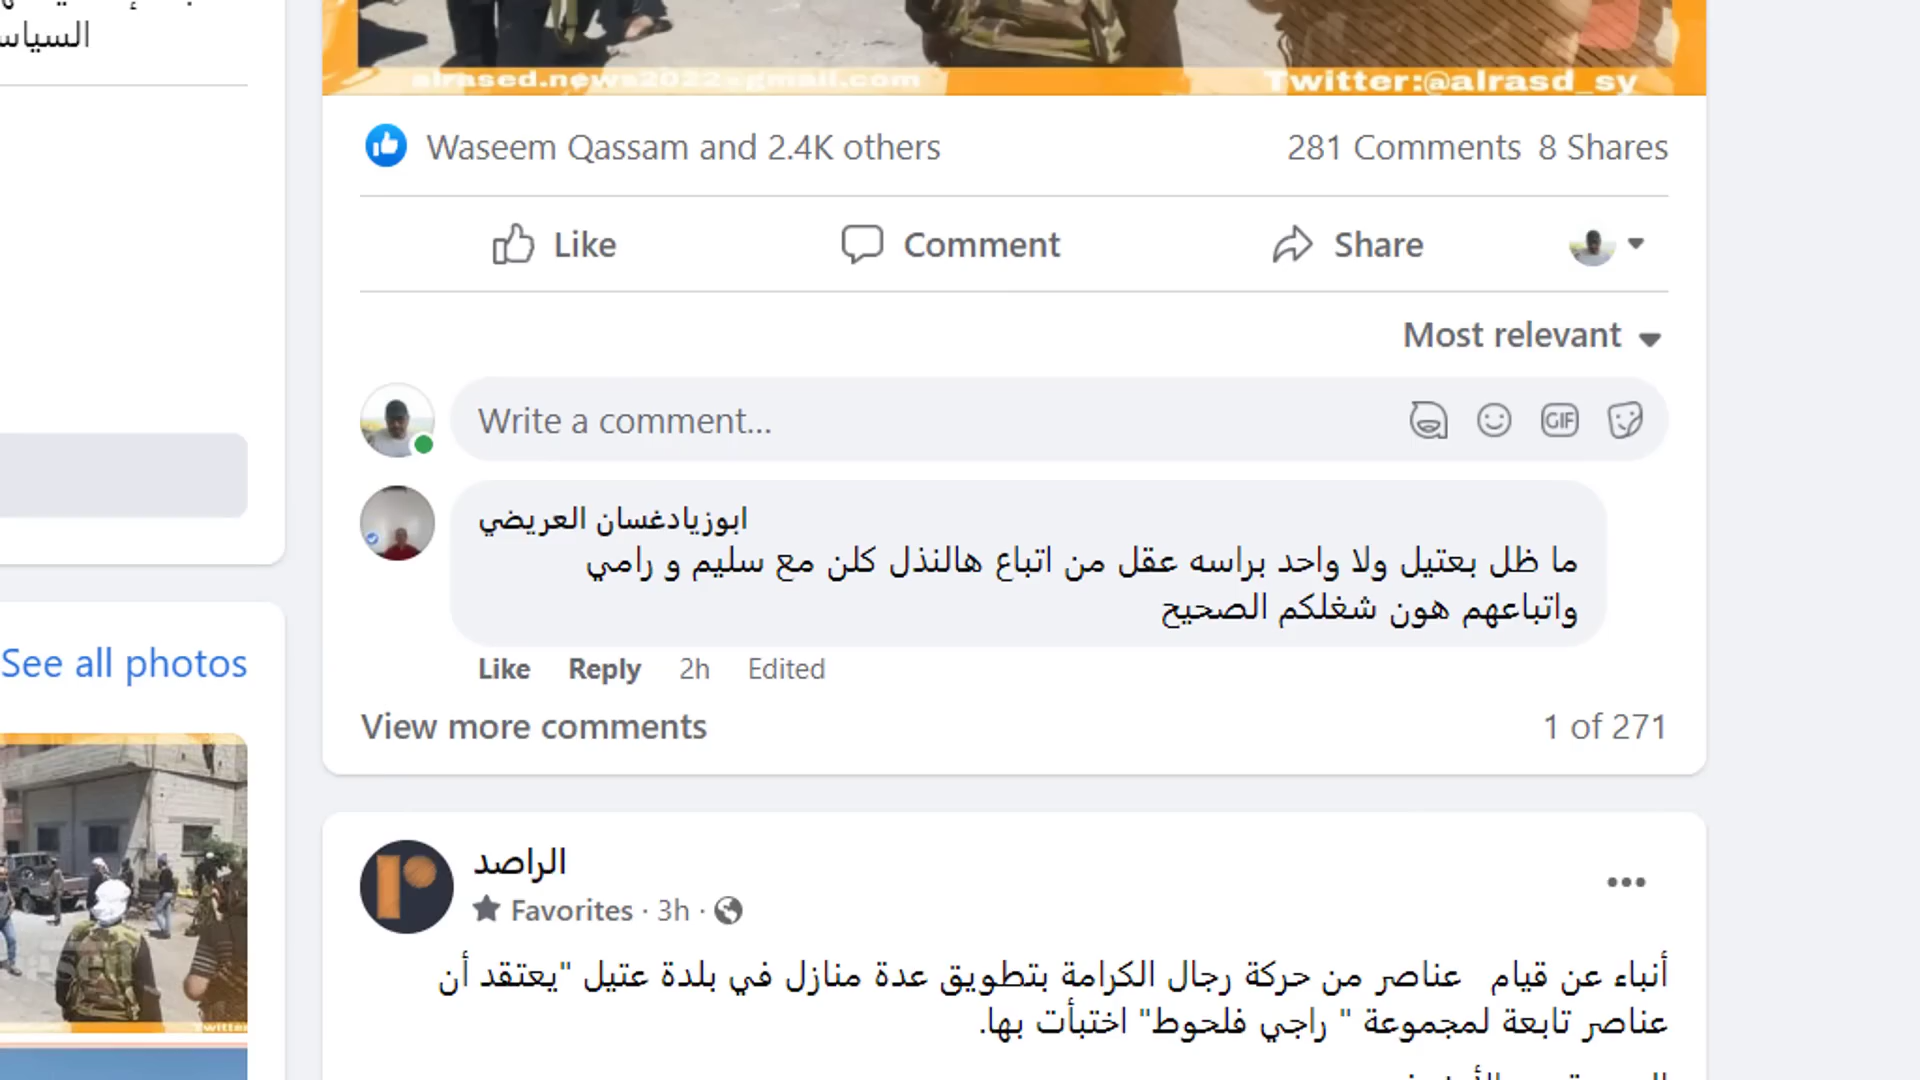 السياس
alrased.news2022@gmail.com
Twitter:@alrasd_sy
Waseem Qassam and 2.4K others
281 Comments 8 Shares
Like
Comment
Share
Most relevant
Write a comment...
GIF
ابوزيادغسان العريضي
ما ظل بعتيل ولا واحد براسه عقل من اتباع هالنذل كلن مع سليم و رامي
واتباعهم هون شغلكم الصحيح
Like Reply 2h Edited
View more comments
1 of 271
See all photos
الراصد
Favorites · 3h ·
أنباء عن قيام عناصر من حركة رجال الكرامة بتطويق عدة منازل في بلدة عتيل "يعتقد أن
عناصر تابعة لمجموعة " راجي فلحوط" اختبأت بها.